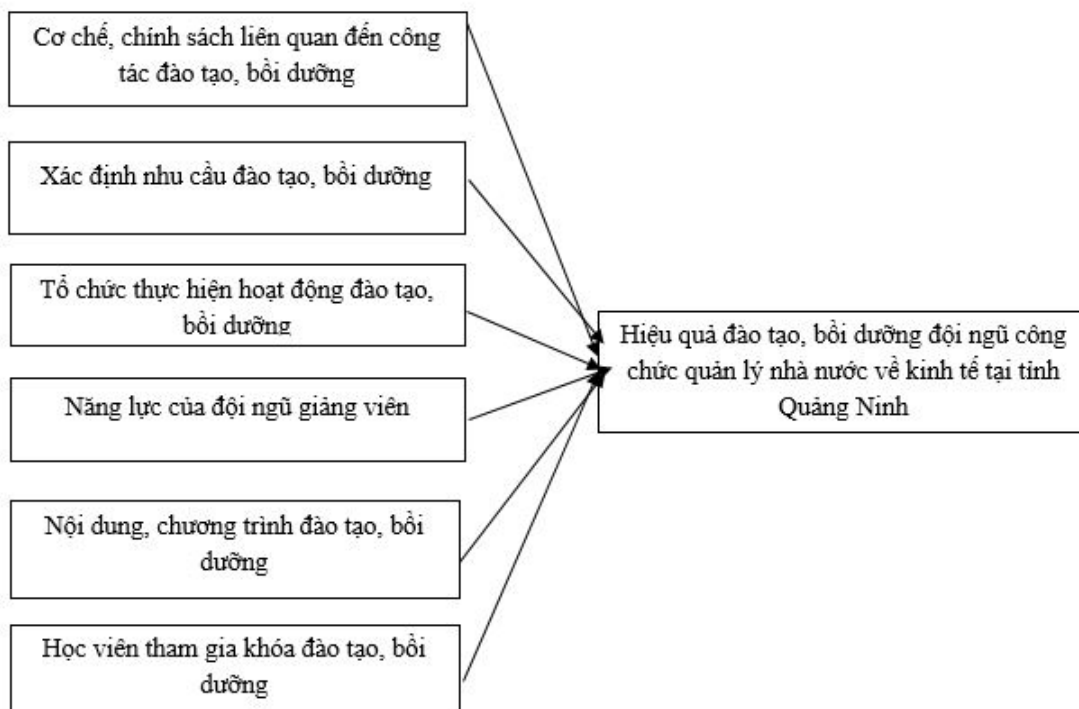 Cơ chế, chính sách liên quan đến công
tác đào tạo, bồi dưỡng
Xác định nhu cầu đào tạo, bồi dưỡng
Tổ chức thực hiện hoạt động đào tạo,
bồi dưỡng
Năng lực của đội ngũ giảng viên
Nội dung, chương trình đào tạo, bồi
dưỡng
Học viên tham gia khóa đào tạo, bồi
dưỡng
Hiệu quả đào tạo, bồi dưỡng đội ngũ công
chức quản lý nhà nước về kinh tế tại tỉnh
Quảng Ninh